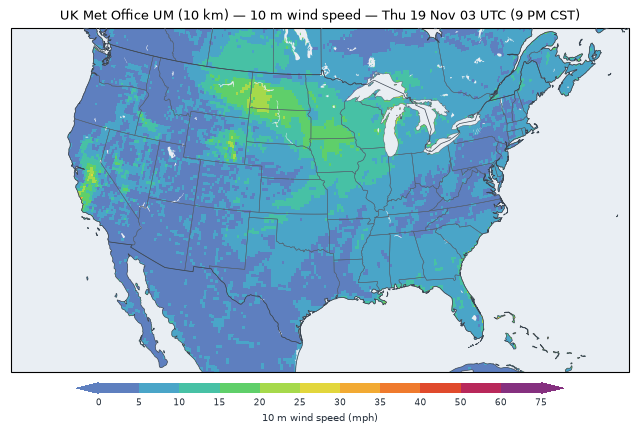 UK Met Office UM (10 km) — 10 m wind speed — Thu 19 Nov 03 UTC (9 PM CST)
0 5 10 15 20 25 30 35 40 50 60 75
10 m wind speed (mph)